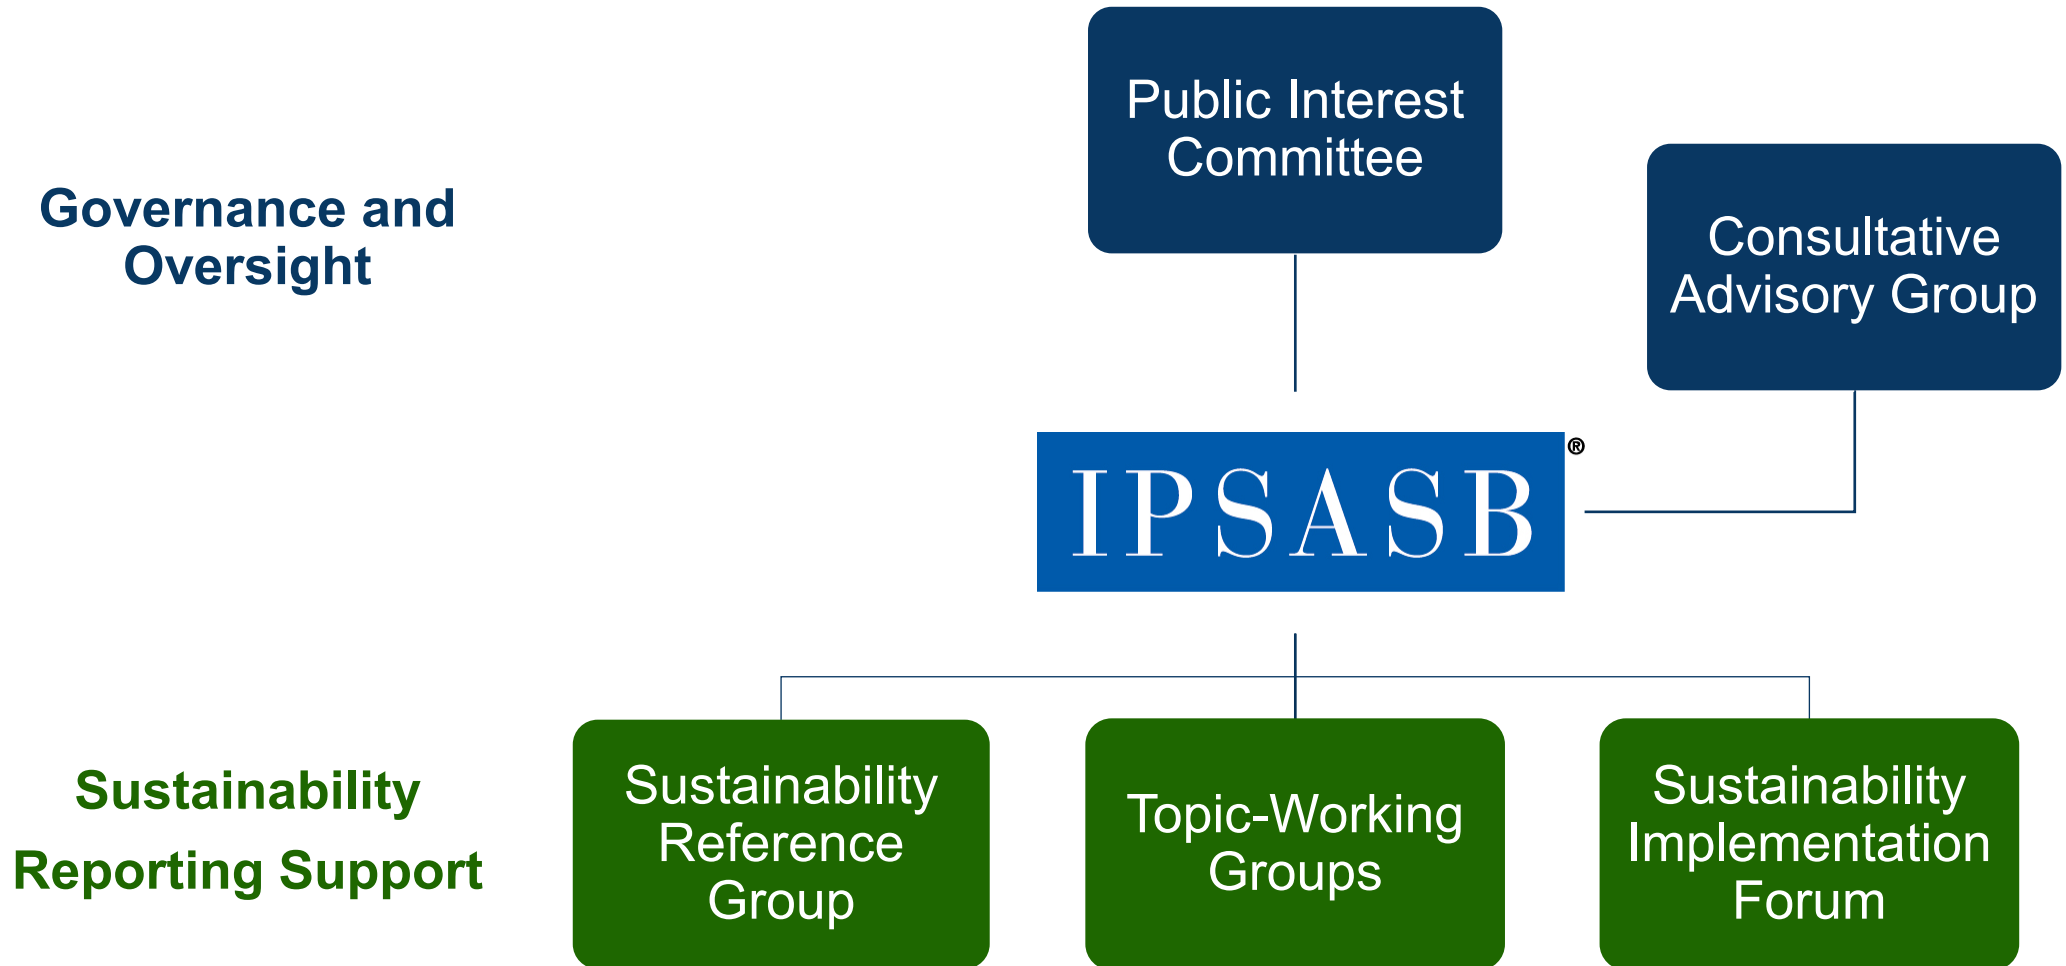 Public Interest
Committee
Governance and
Oversight
Consultative
Advisory Group
IPSASB®
Sustainability
Reporting Support
Sustainability
Reference
Group
Topic-Working
Groups
Sustainability
Implementation
Forum